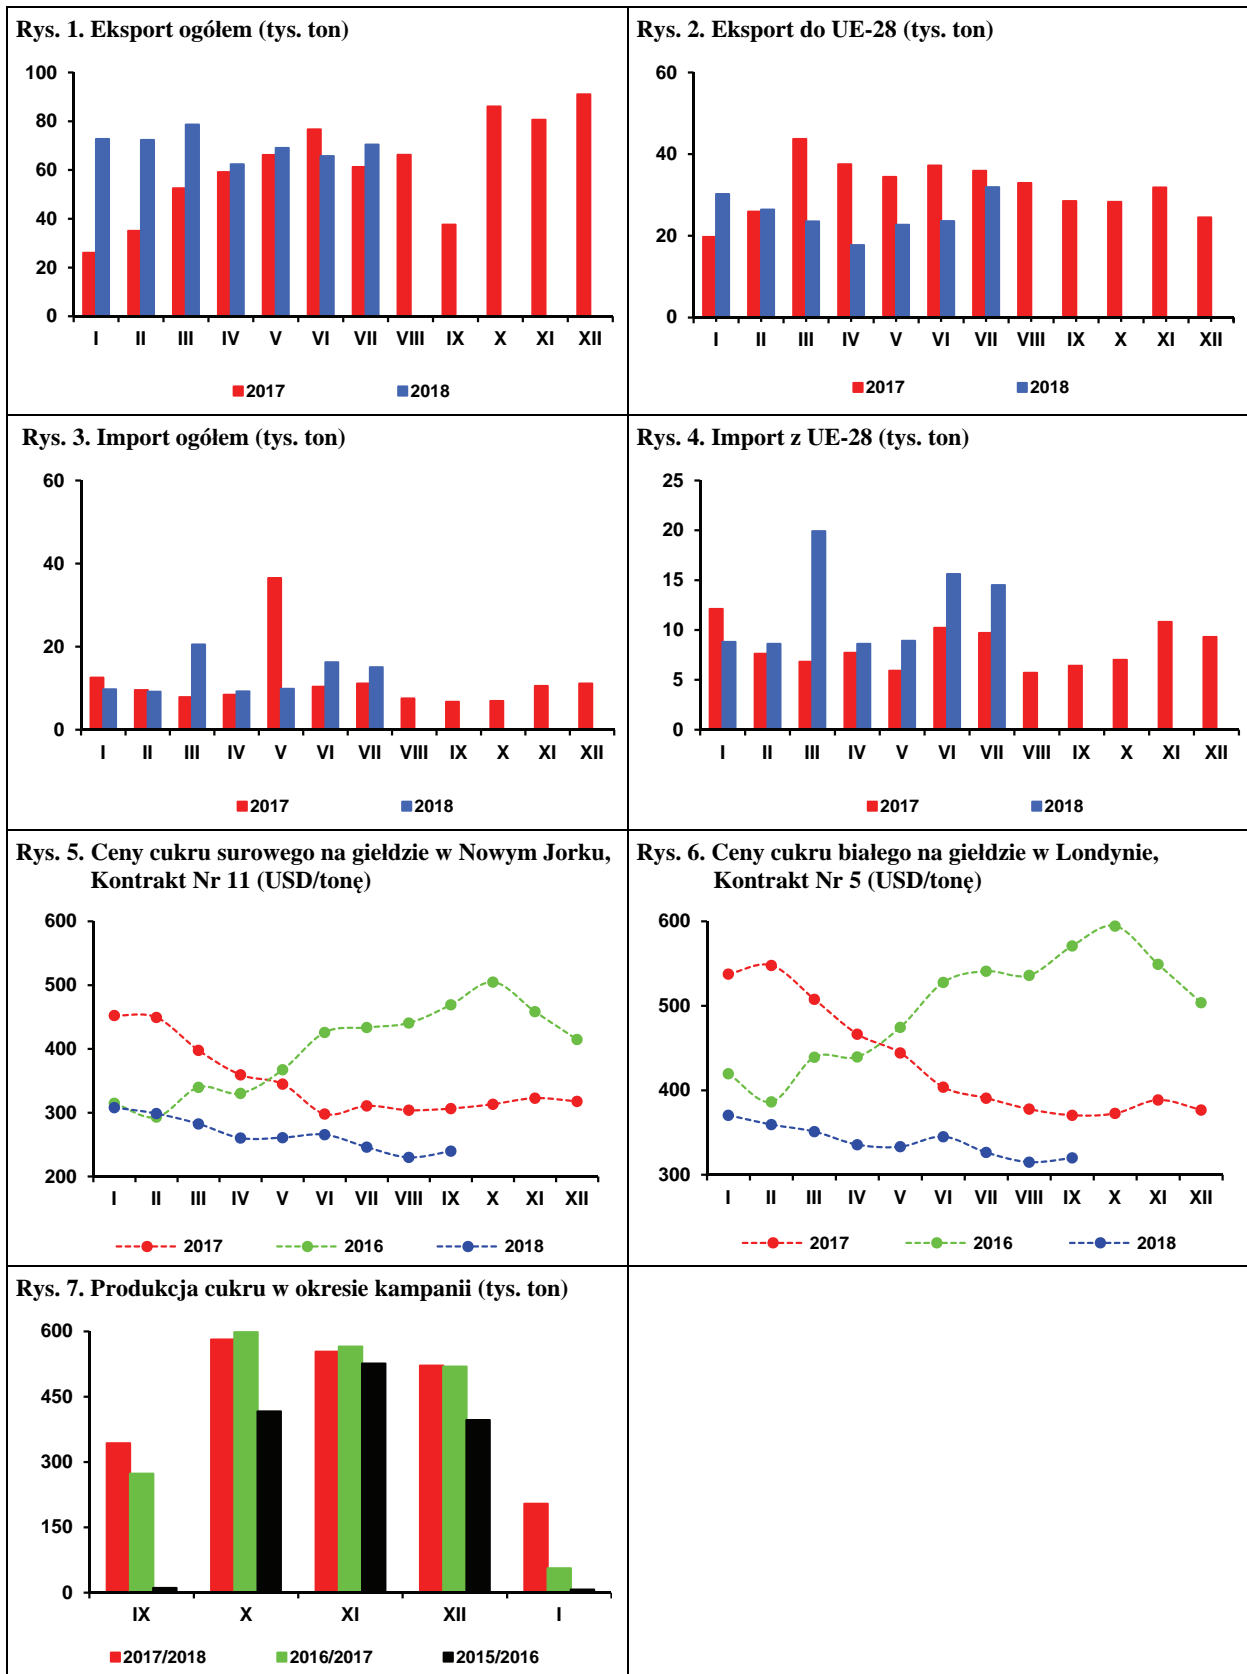 Rys. 1. Eksport ogółem (tys. ton)
100
80
60
40
20
0
I II III IV V VI VII VIII IX X XI XII
2017 2018
Rys. 2. Eksport do UE-28 (tys. ton)
60
40
20
0
I II III IV V VI VII VIII IX X XI XII
2017 2018
Rys. 3. Import ogółem (tys. ton)
60
40
20
0
I II III IV V VI VII VIII IX X XI XII
2017 2018
Rys. 4. Import z UE-28 (tys. ton)
25
20
15
10
5
0
I II III IV V VI VII VIII IX X XI XII
2017 2018
Rys. 5. Ceny cukru surowego na giełdzie w Nowym Jorku,
Kontrakt Nr 11 (USD/tonę)
600
500
400
300
200
I II III IV V VI VII VIII IX X XI XII
2017 2016 2018
Rys. 6. Ceny cukru białego na giełdzie w Londynie,
Kontrakt Nr 5 (USD/tonę)
600
500
400
300
I II III IV V VI VII VIII IX X XI XII
2017 2016 2018
Rys. 7. Produkcja cukru w okresie kampanii (tys. ton)
600
450
300
150
0
IX X XI XII I
2017/2018 2016/2017 2015/2016